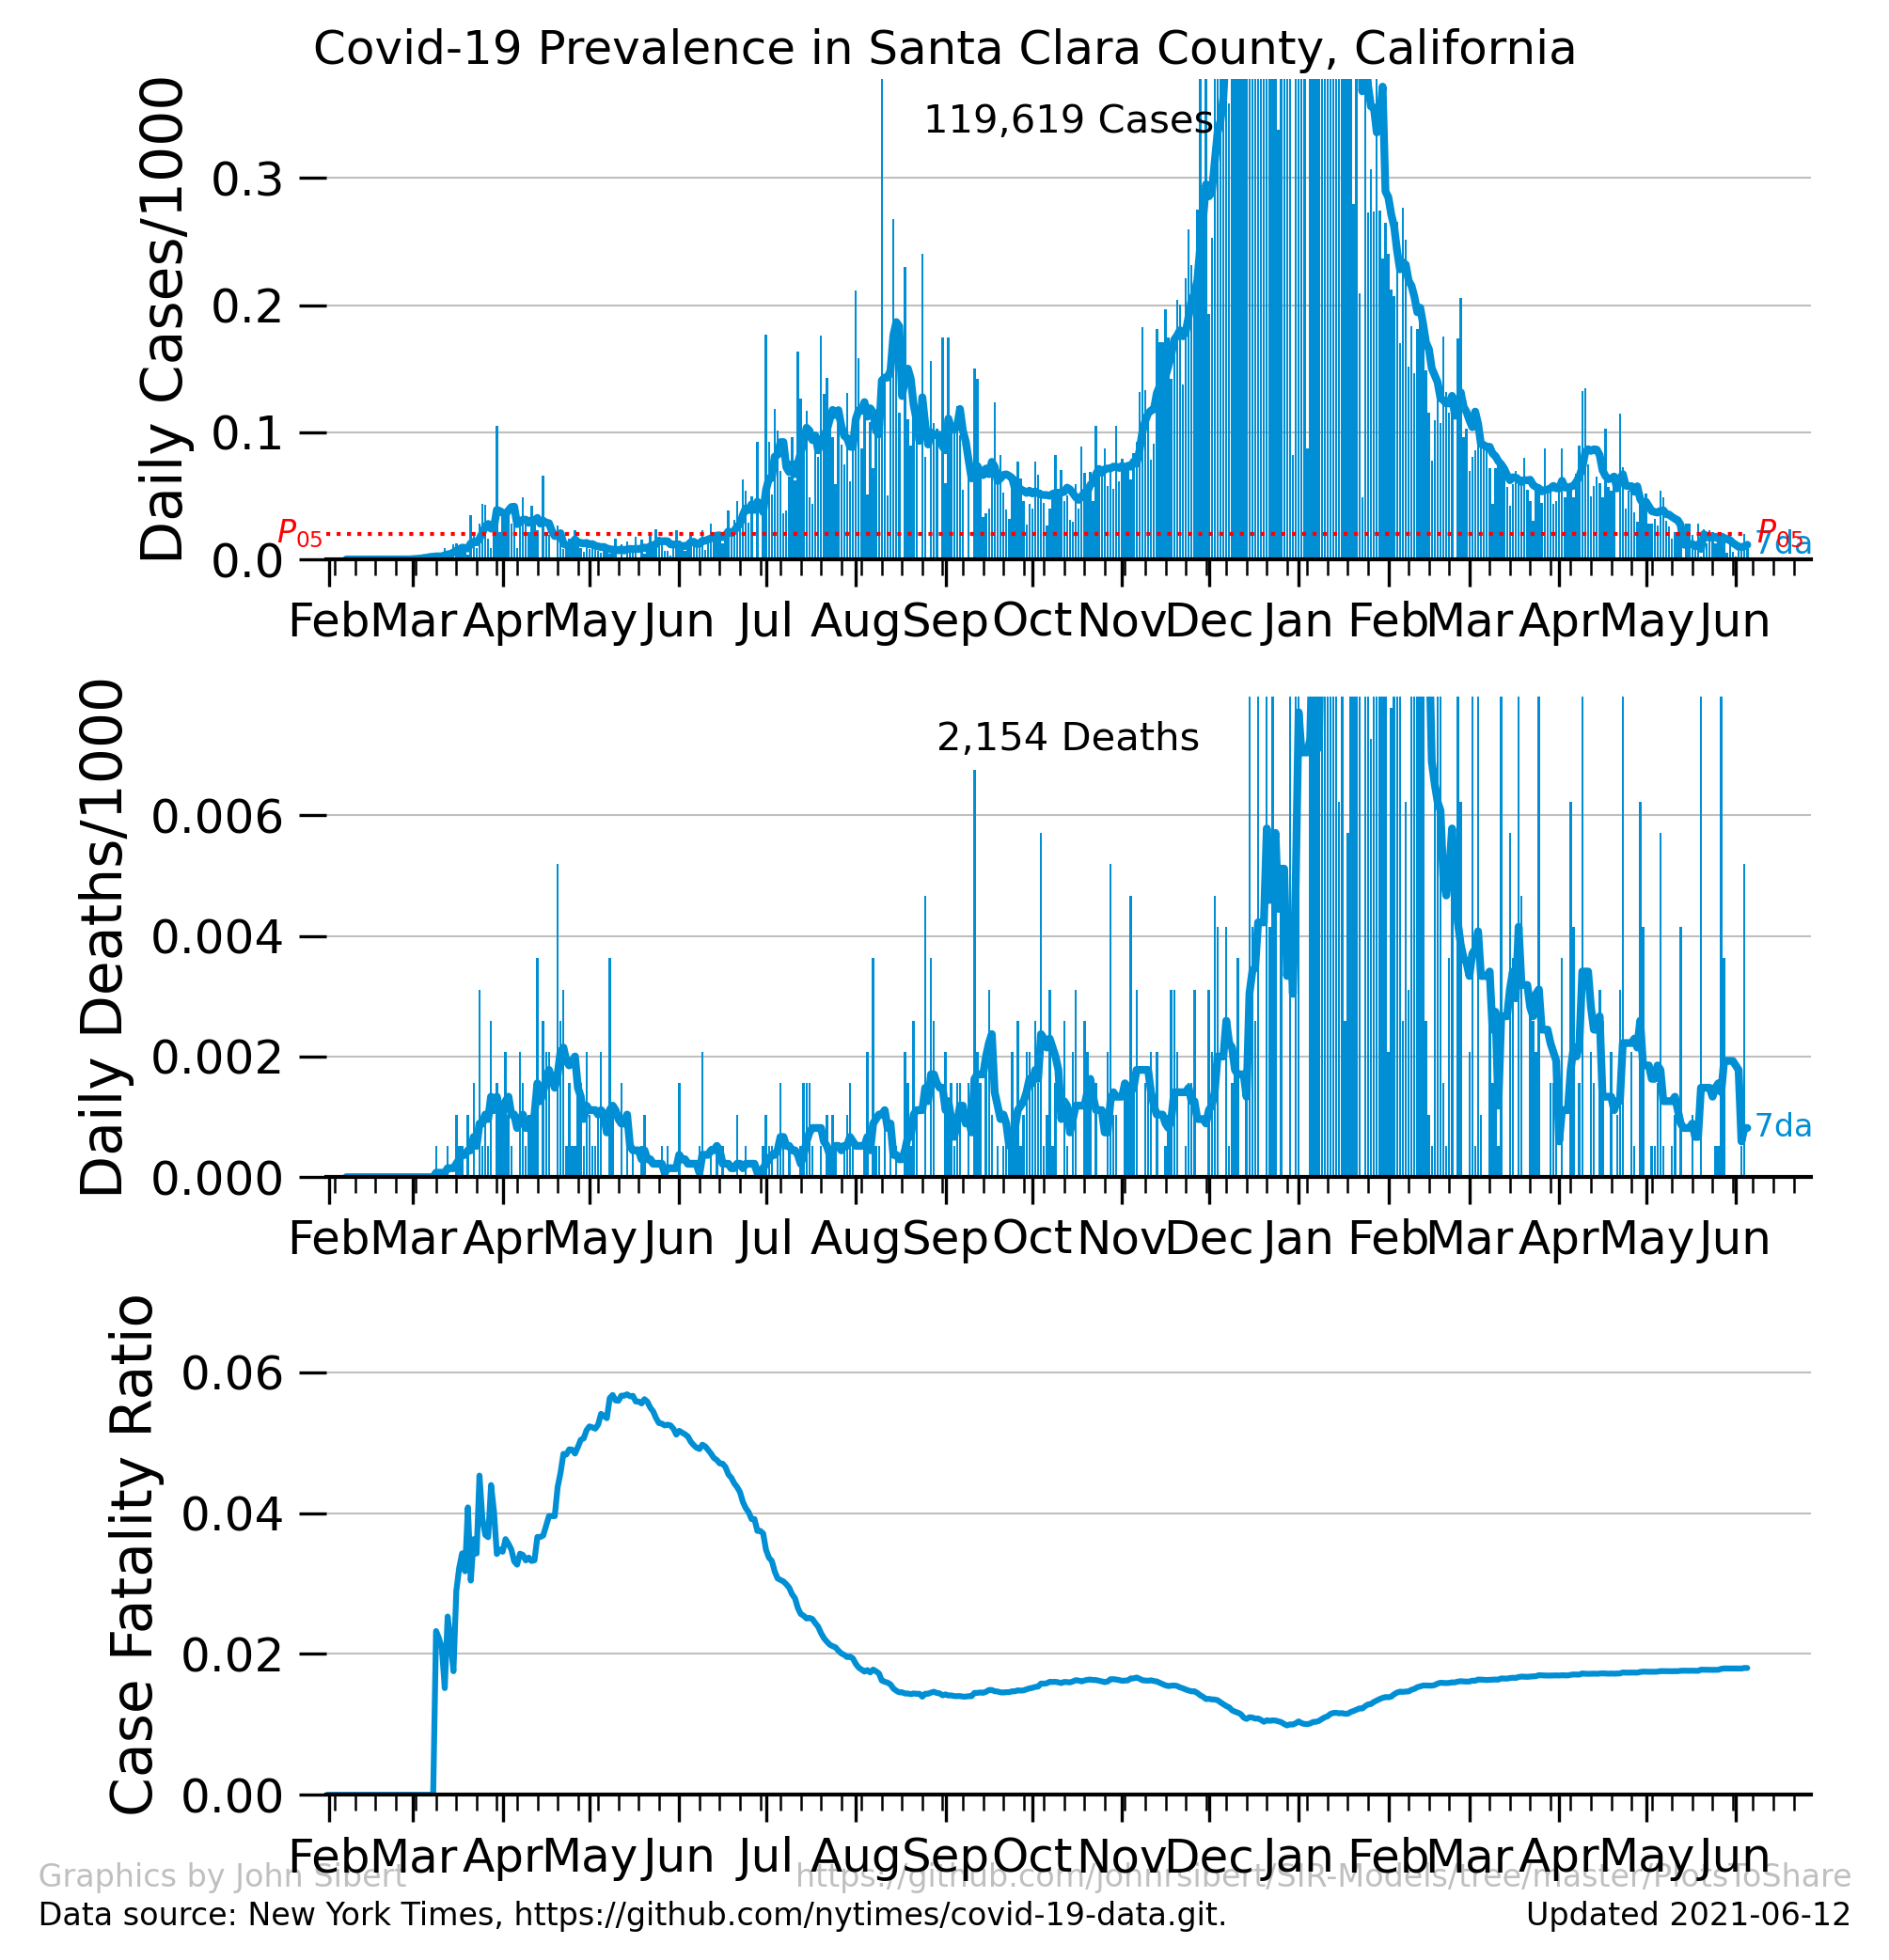 Covid-19 Prevalence in Santa Clara County, California
Daily Cases/1000
119,619 Cases
0.3
0.2
0.1
0.0
P05
P05
7da
Feb Mar Apr May Jun Jul Aug Sep Oct Nov Dec Jan Feb Mar Apr May Jun
Daily Deaths/1000
2,154 Deaths
0.006
0.004
0.002
0.000
7da
Feb Mar Apr May Jun Jul Aug Sep Oct Nov Dec Jan Feb Mar Apr May Jun
Case Fatality Ratio
0.06
0.04
0.02
0.00
Feb Mar Apr May Jun Jul Aug Sep Oct Nov Dec Jan Feb Mar Apr May Jun
Graphics by John Sibert
https://github.com/johnrsibert/SIR-Models/tree/master/PlotsToShare
Data source: New York Times, https://github.com/nytimes/covid-19-data.git.
Updated 2021-06-12